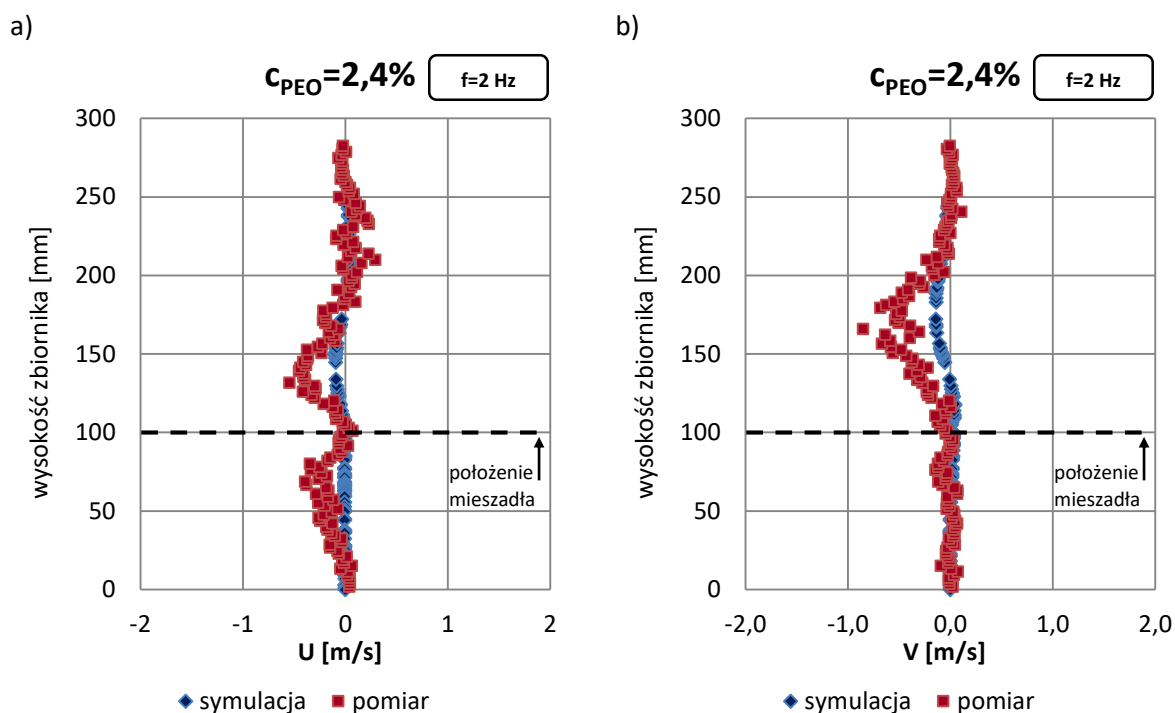 a)
c_PEO=2,4% f=2 Hz
300
250
200
150
100
50
0
wysokość zbiornika [mm]
położenie
mieszadła
-2 -1 0 1 2
U [m/s]
symulacja pomiar
b)
c_PEO=2,4% f=2 Hz
300
250
200
150
100
50
0
wysokość zbiornika [mm]
położenie
mieszadła
-2,0 -1,0 0,0 1,0 2,0
V [m/s]
symulacja pomiar